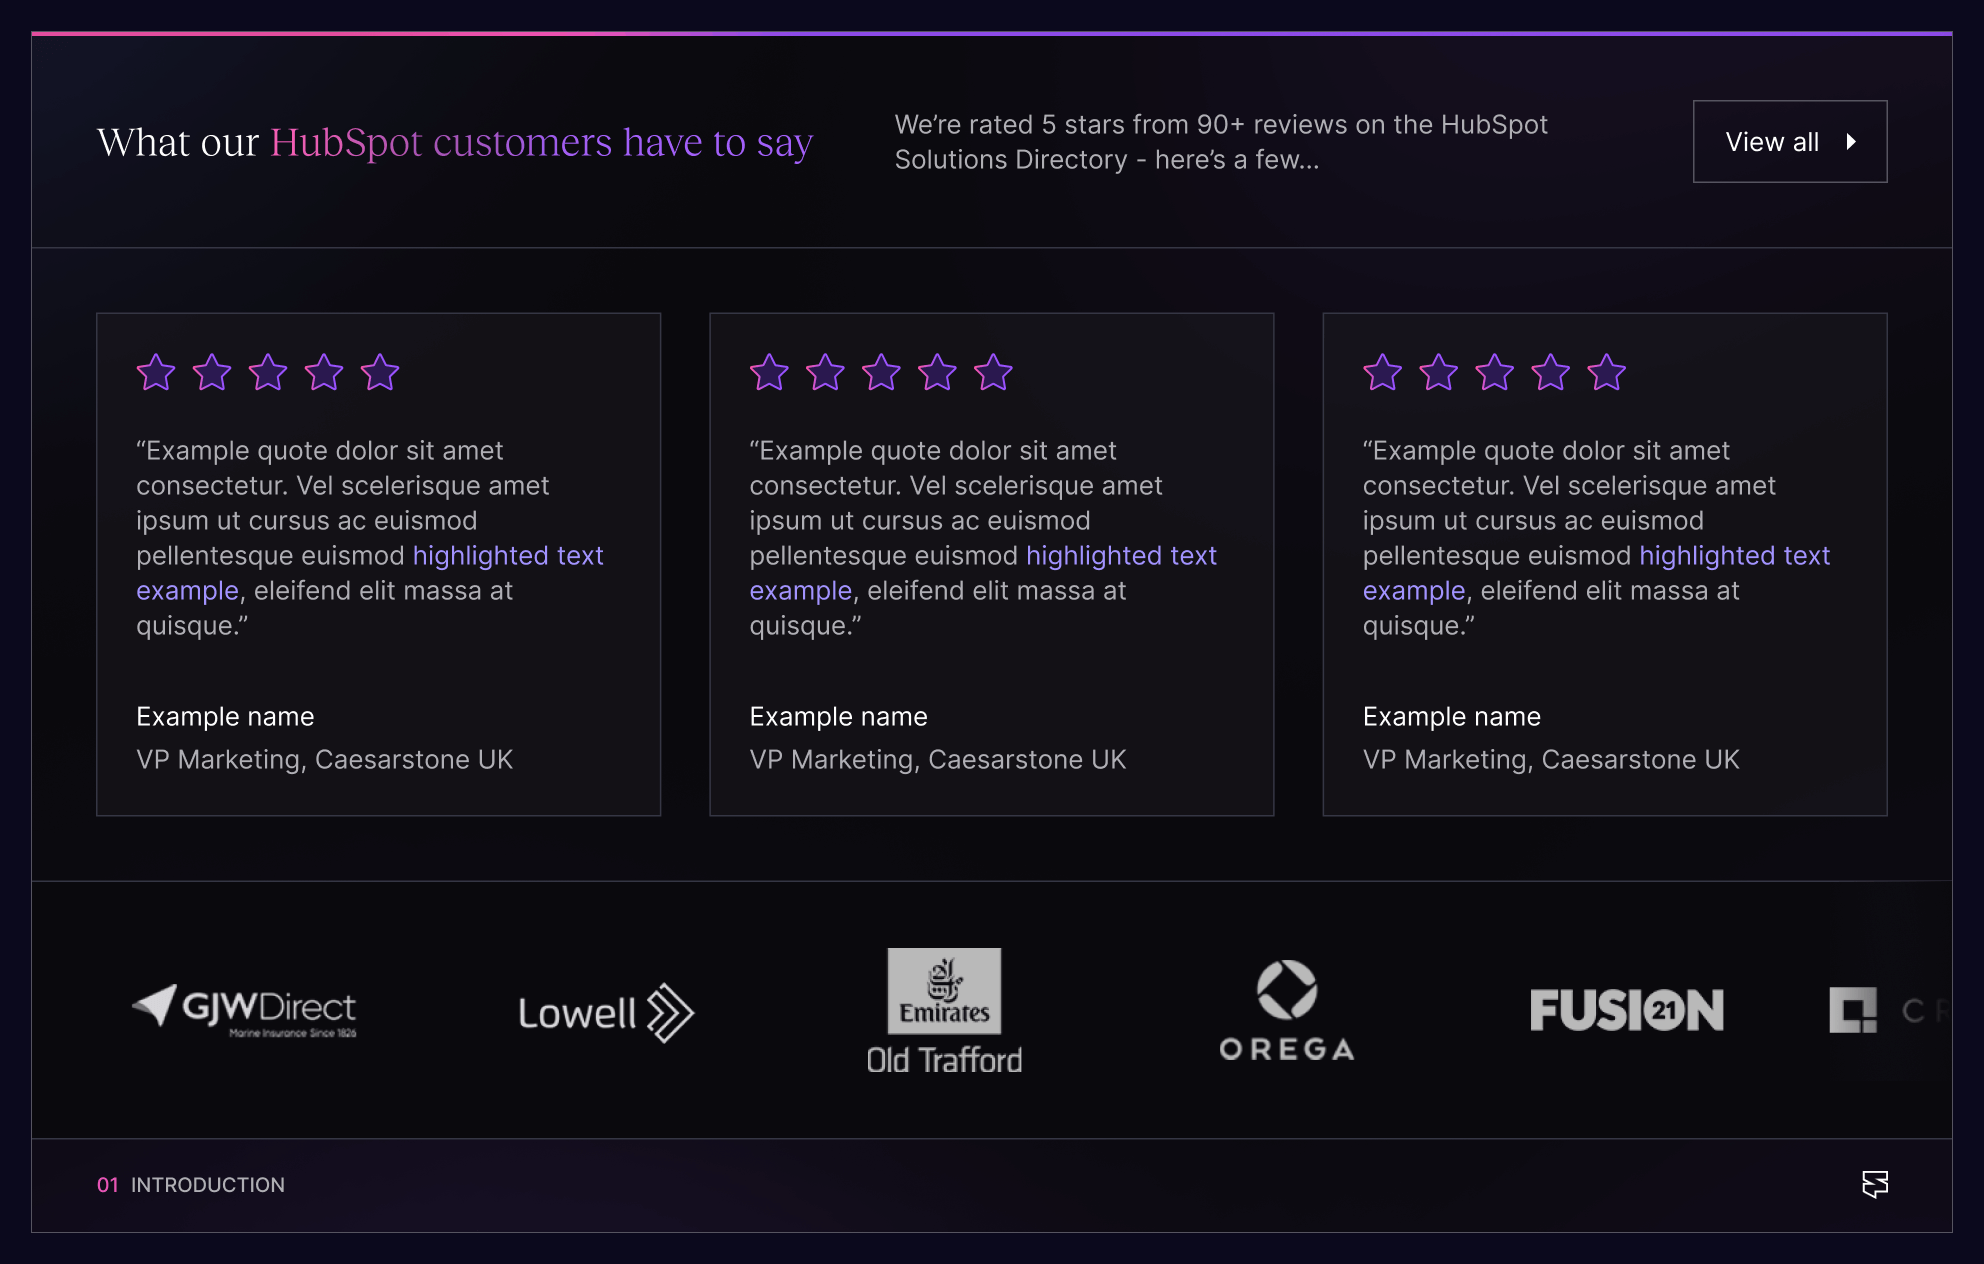 What our HubSpot customers have to say
We’re rated 5 stars from 90+ reviews on the HubSpot
Solutions Directory - here’s a few...
View all
“Example quote dolor sit amet
consectetur. Vel scelerisque amet
ipsum ut cursus ac euismod
pellentesque euismod highlighted text
example, eleifend elit massa at
quisque.”
Example name
VP Marketing, Caesarstone UK
“Example quote dolor sit amet
consectetur. Vel scelerisque amet
ipsum ut cursus ac euismod
pellentesque euismod highlighted text
example, eleifend elit massa at
quisque.”
Example name
VP Marketing, Caesarstone UK
“Example quote dolor sit amet
consectetur. Vel scelerisque amet
ipsum ut cursus ac euismod
pellentesque euismod highlighted text
example, eleifend elit massa at
quisque.”
Example name
VP Marketing, Caesarstone UK
GJWDirect
Marine Insurance Since 1826
Lowell
Emirates
Old Trafford
OREGA
FUSION
21
01 INTRODUCTION